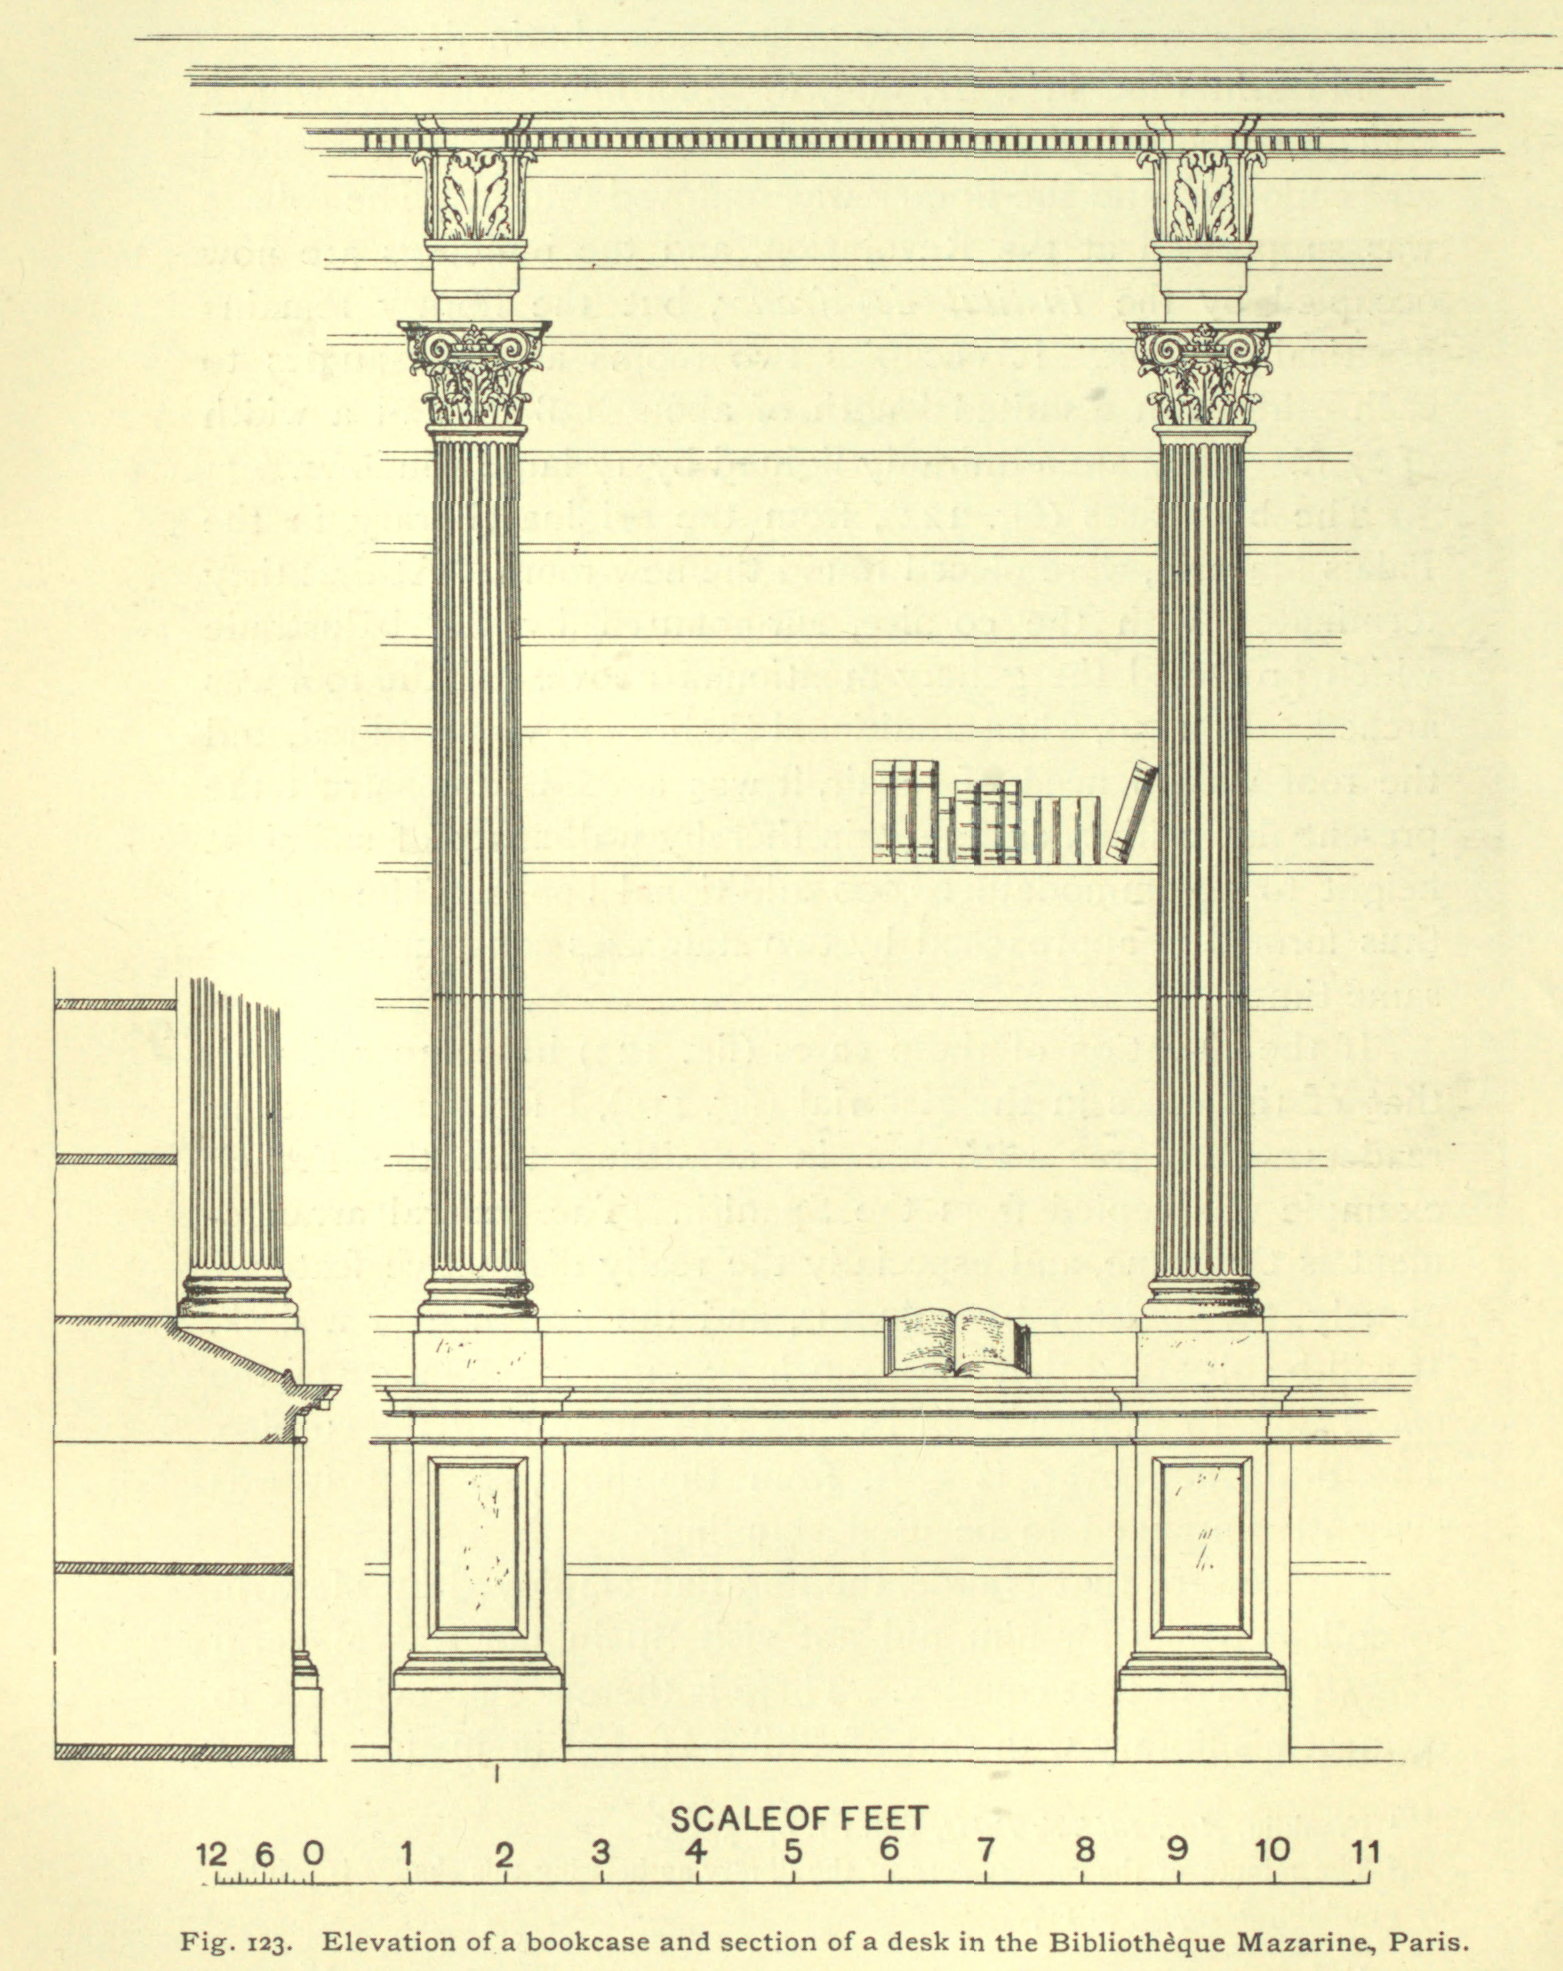 SCALE OF FEET
12 6 0 1 2 3 4 5 6 7 8 9 10 11
Fig. 123. Elevation of a bookcase and section of a desk in the Bibliothèque Mazarine, Paris.